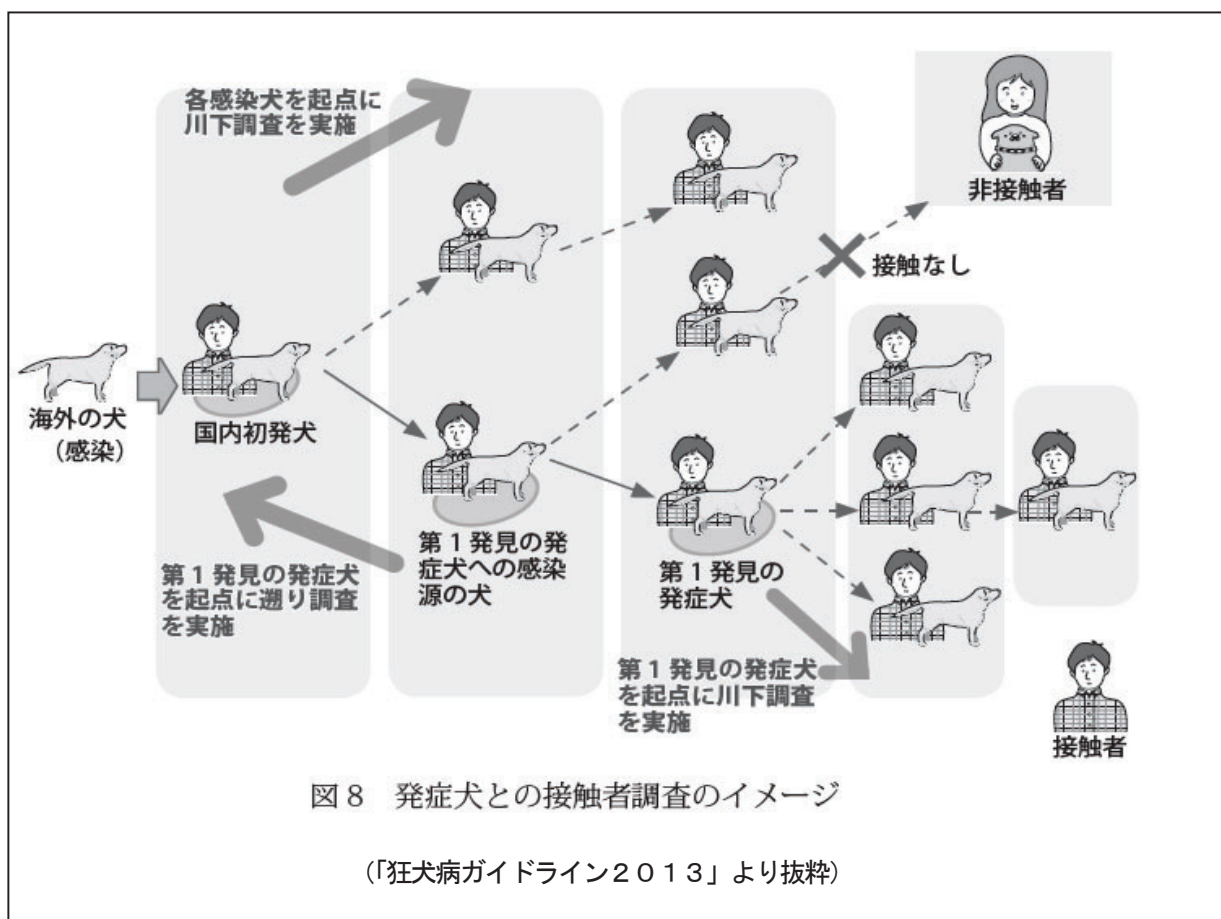 各感染犬を起点に
川下調査を実施
非接触者
接触なし
海外の犬
(感染)
国内初発犬
第1発見の発
症犬への感染
源の犬
第1発見の
発症犬
第1発見の発症犬
を起点に遡り調査
を実施
第1発見の発症犬
を起点に川下調査
を実施
接触者
図8 発症犬との接触者調査のイメージ
(「狂犬病ガイドライン2013」より抜粋)